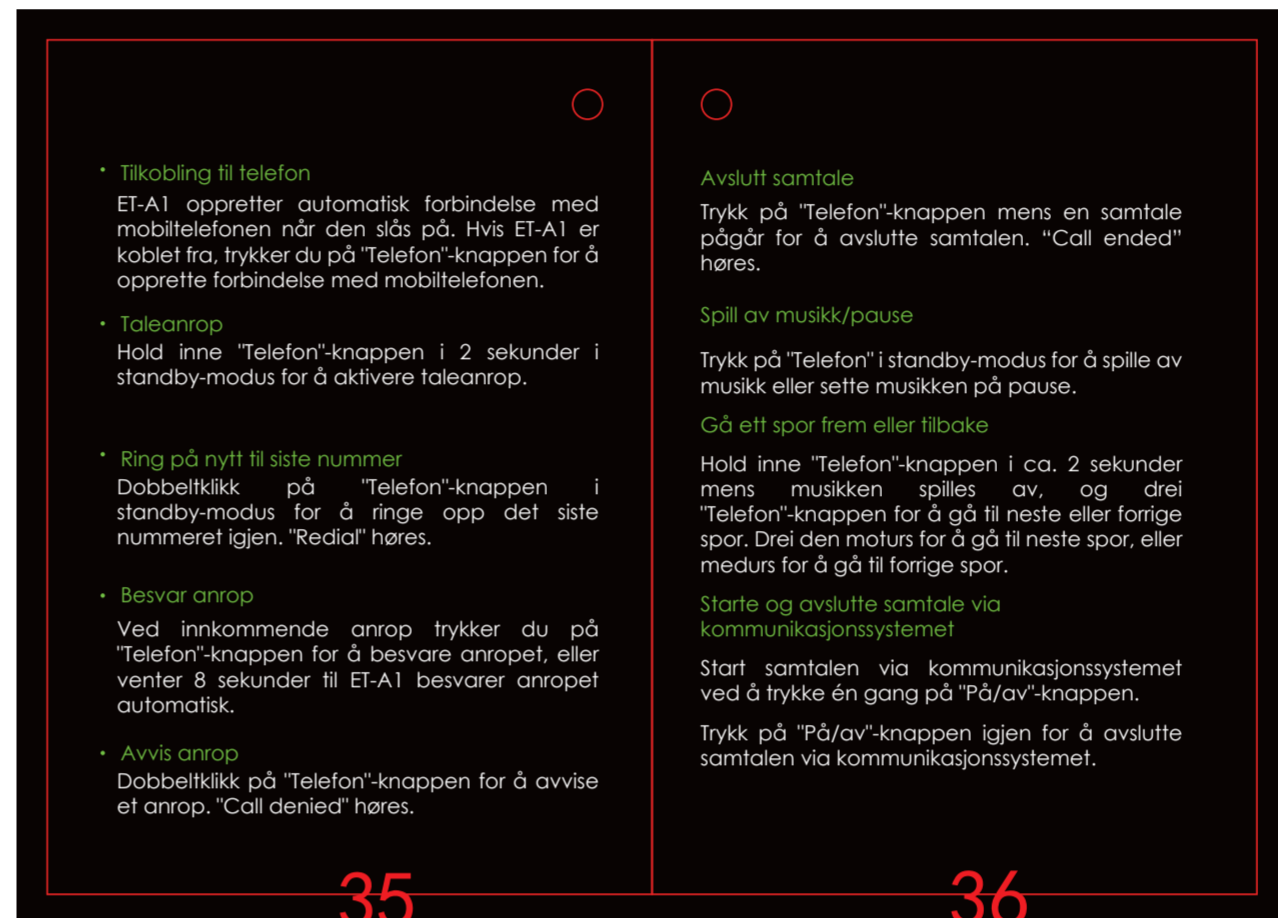 • Tilkobling til telefon
ET-A1 oppretter automatisk forbindelse med
mobiltelefonen når den slås på. Hvis ET-A1 er
koblet fra, trykker du på "Telefon"-knappen for å
opprette forbindelse med mobiltelefonen.
• Taleanrop
Hold inne "Telefon"-knappen i 2 sekunder i
standby-modus for å aktivere taleanrop.
• Ring på nytt til siste nummer
Dobbeltklikk på "Telefon"-knappen i
standby-modus for å ringe opp det siste
nummeret igjen. "Redial" høres.
• Besvar anrop
Ved innkommende anrop trykker du på
"Telefon"-knappen for å besvare anropet, eller
venter 8 sekunder til ET-A1 besvarer anropet
automatisk.
• Avvis anrop
Dobbeltklikk på "Telefon"-knappen for å avvise
et anrop. "Call denied" høres.
35
Avslutt samtale
Trykk på "Telefon"-knappen mens en samtale
pågår for å avslutte samtalen. “Call ended”
høres.
Spill av musikk/pause
Trykk på "Telefon" i standby-modus for å spille av
musikk eller sette musikken på pause.
Gå ett spor frem eller tilbake
Hold inne "Telefon"-knappen i ca. 2 sekunder
mens musikken spilles av, og drei
"Telefon"-knappen for å gå til neste eller forrige
spor. Drei den moturs for å gå til neste spor, eller
medurs for å gå til forrige spor.
Starte og avslutte samtale via
kommunikasjonssystemet
Start samtalen via kommunikasjonssystemet
ved å trykke én gang på "På/av"-knappen.
Trykk på "På/av"-knappen igjen for å avslutte
samtalen via kommunikasjonssystemet.
36